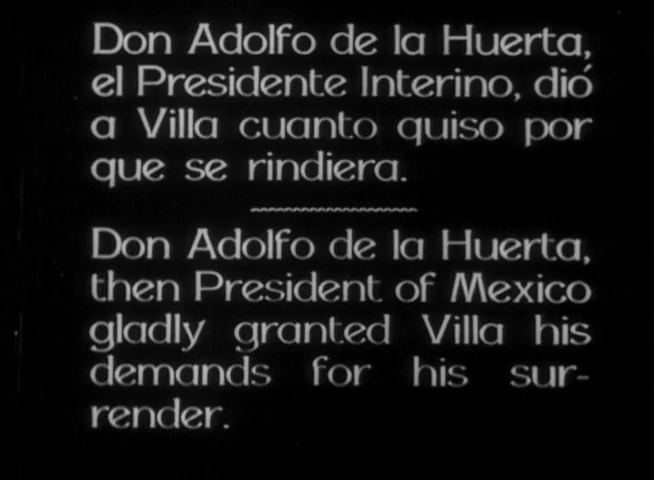 Don Adolfo de la Huerta,
el Presidente Interino, dió
a Villa cuanto quiso por
que se rindiera.
Don Adolfo de la Huerta,
then President of Mexico
gladly granted Villa his
demands for his sur-
render.